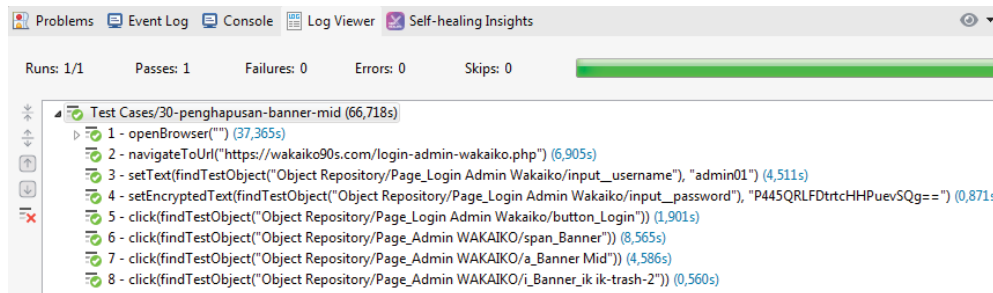 Problems Event Log Console Log Viewer Self-healing Insights
Runs: 1/1 Passes: 1 Failures: 0 Errors: 0 Skips: 0
Test Cases/30-penghapusan-banner-mid (66,718s)
1 - openBrowser("") (37,365s)
2 - navigateToUrl("https://wakaiko90s.com/login-admin-wakaiko.php") (6,905s)
3 - setText(findTestObject("Object Repository/Page_Login Admin Wakaiko/input__username"), "admin01") (4,511s)
4 - setEncryptedText(findTestObject("Object Repository/Page_Login Admin Wakaiko/input__password"), "P445QRLFDtrtcHHPuevSQg==") (0,871s
5 - click(findTestObject("Object Repository/Page_Login Admin Wakaiko/button_Login")) (1,901s)
6 - click(findTestObject("Object Repository/Page_Admin WAKAIKO/span_Banner")) (8,565s)
7 - click(findTestObject("Object Repository/Page_Admin WAKAIKO/a_Banner Mid")) (4,586s)
8 - click(findTestObject("Object Repository/Page_Admin WAKAIKO/i_Banner_ik ik-trash-2")) (0,560s)